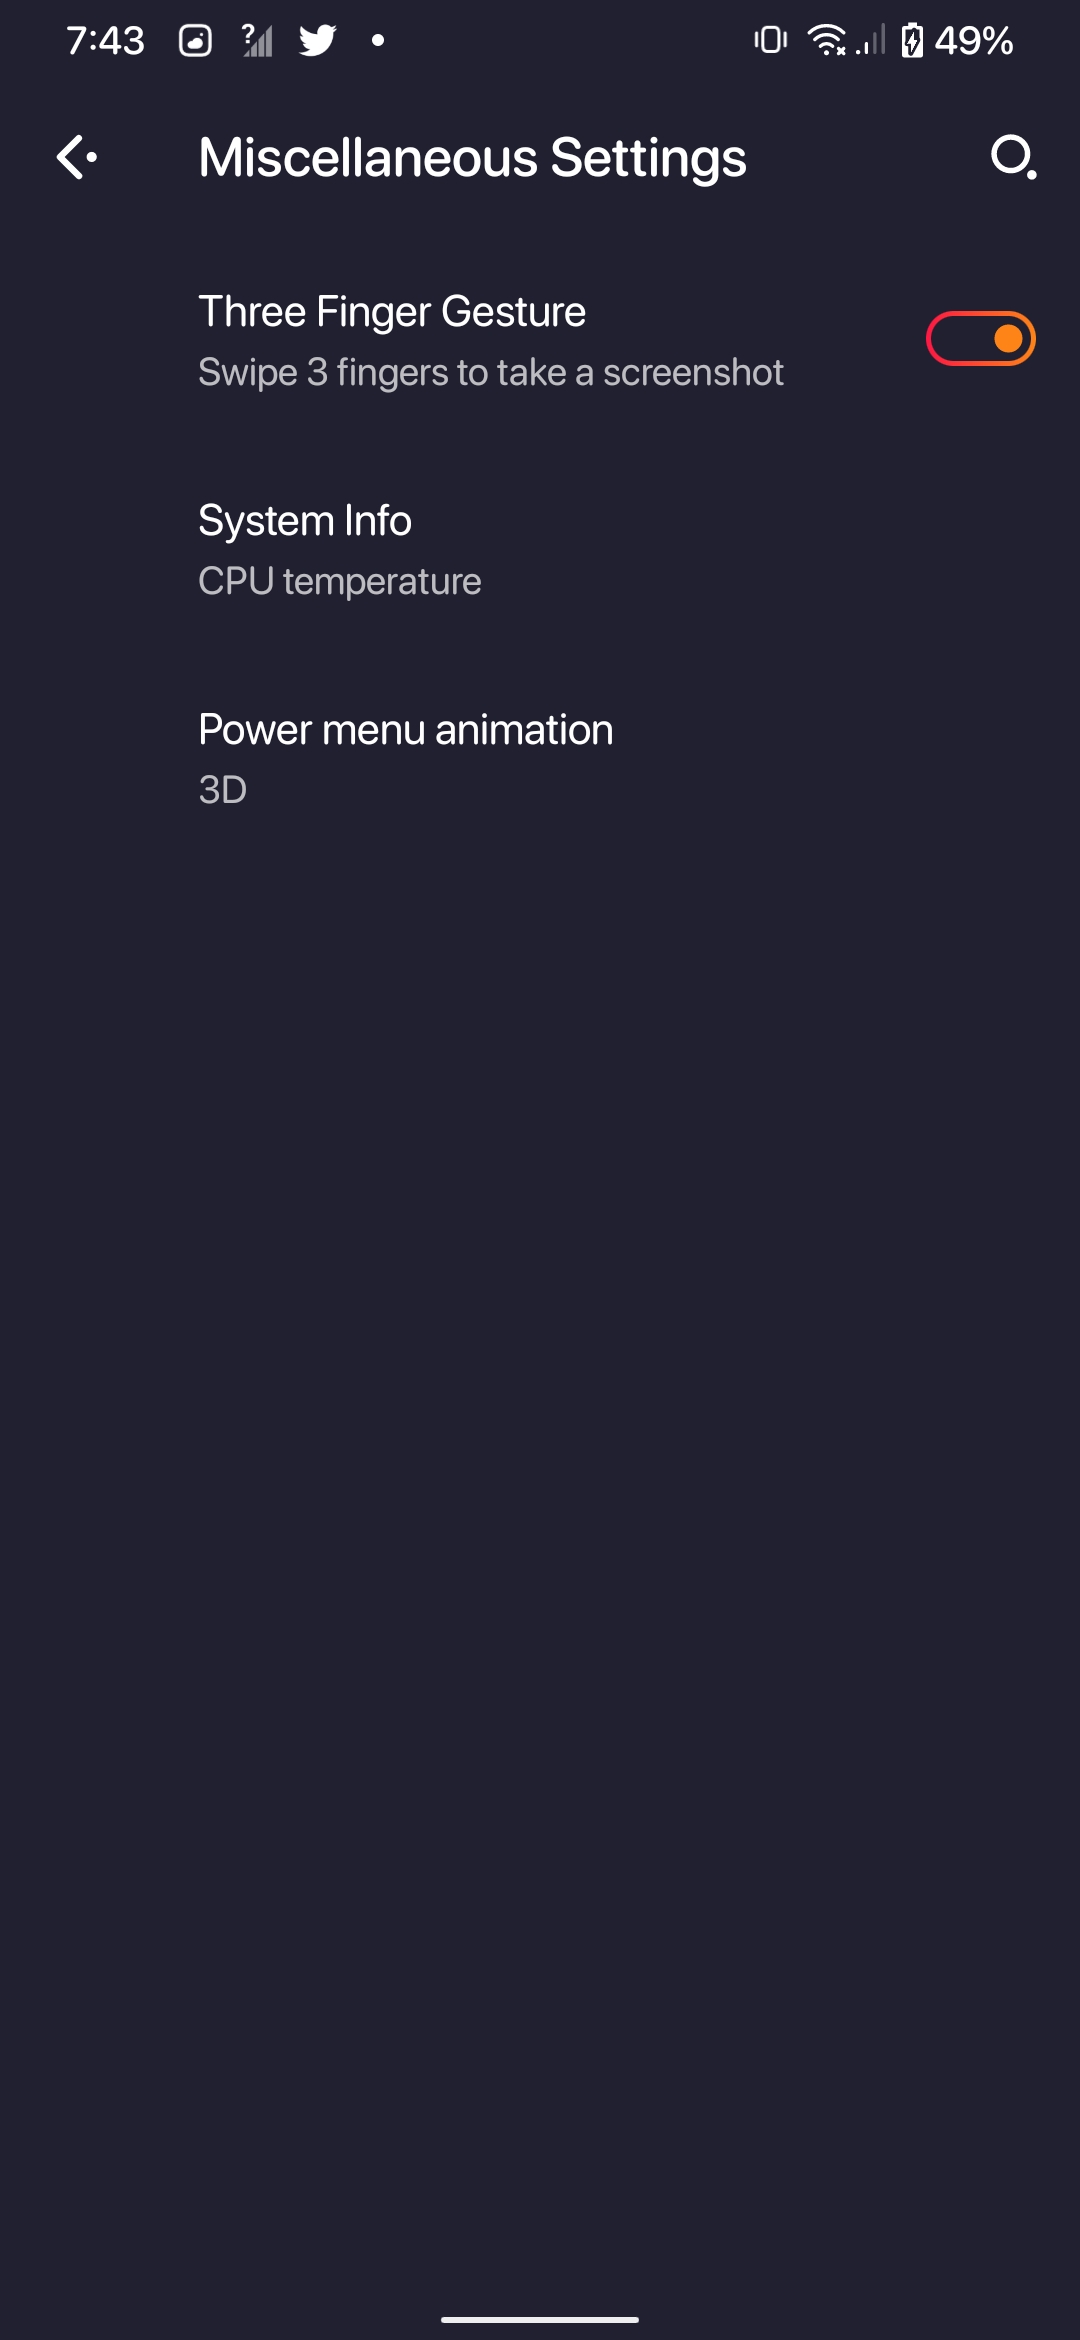 7:43 49%
Miscellaneous Settings
Three Finger Gesture
Swipe 3 fingers to take a screenshot
System Info
CPU temperature
Power menu animation
3D